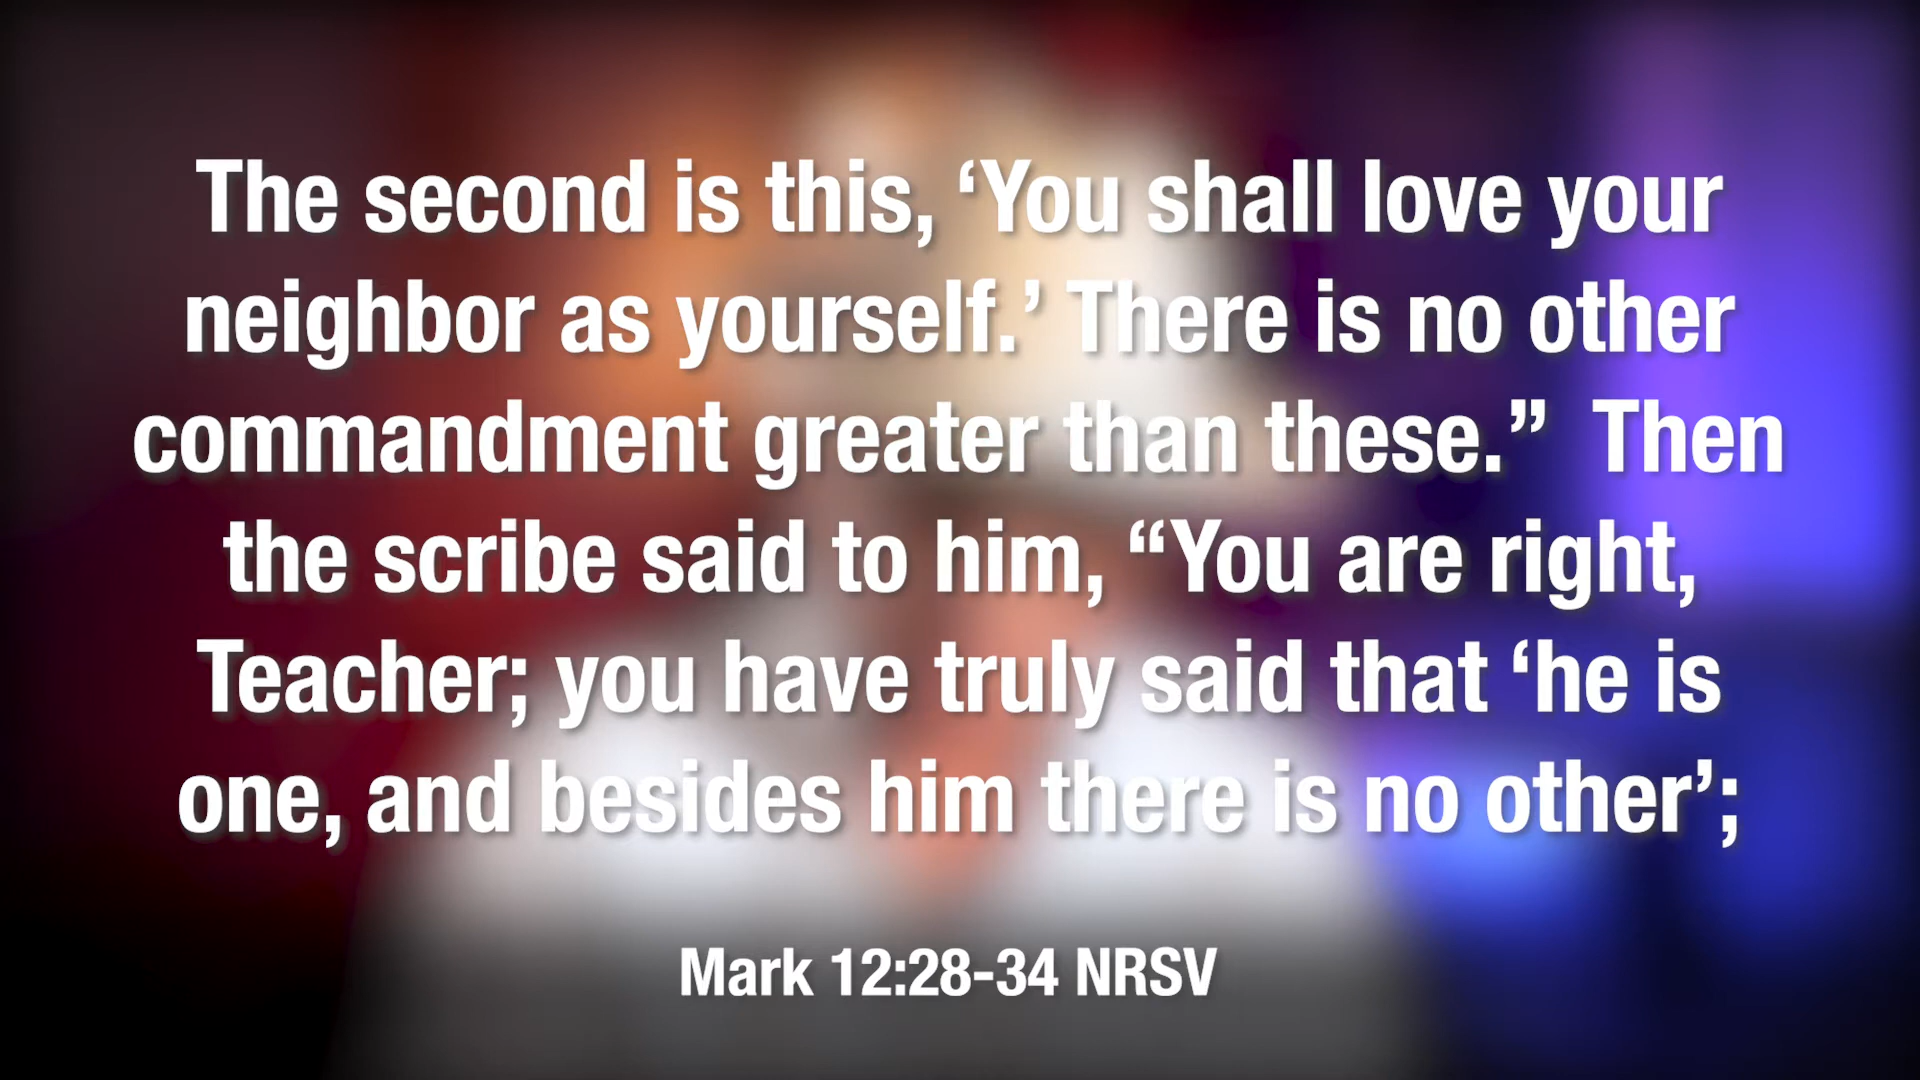 The second is this, ‘You shall love your
neighbor as yourself.’ There is no other
commandment greater than these.”  Then
the scribe said to him, “You are right,
Teacher; you have truly said that ‘he is
one, and besides him there is no other’;
Mark 12:28-34 NRSV